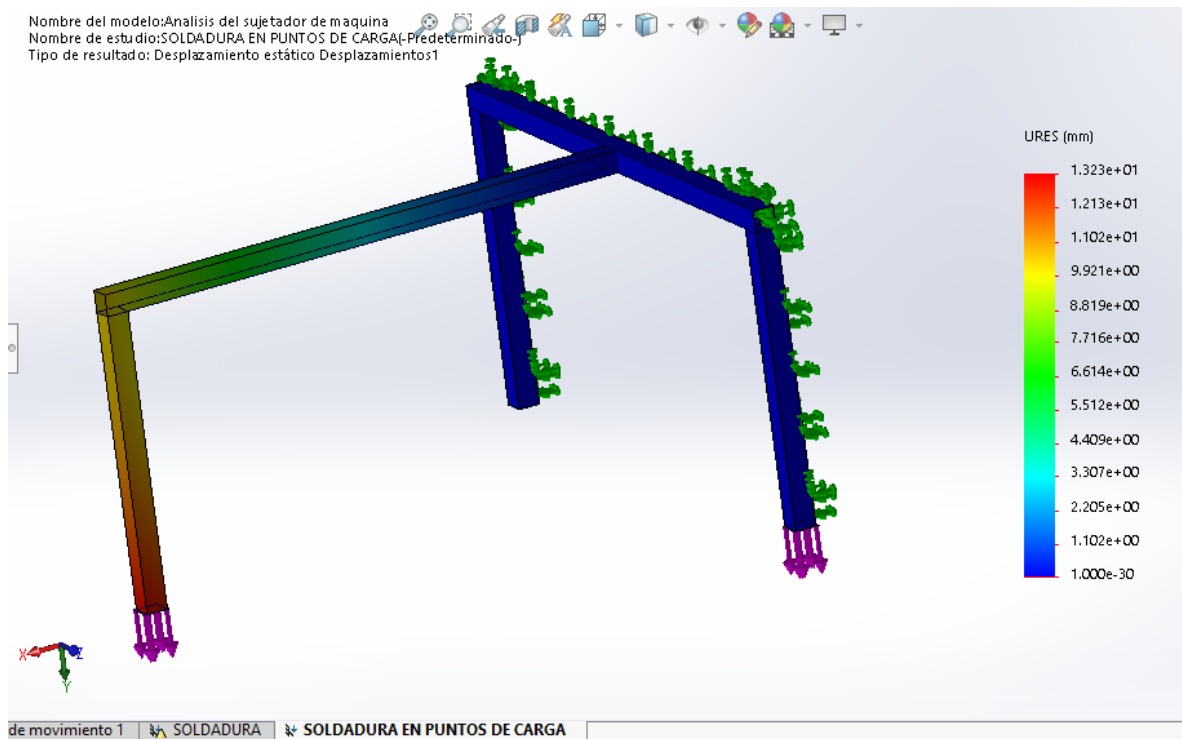 Nombre del modelo:Analisis del sujetador de maquina
Nombre de estudio:SOLDADURA EN PUNTOS DE CARGA(-Predeterminado-)
Tipo de resultado: Desplazamiento estático Desplazamientos1
URES (mm)
1.323e+01
1.213e+01
1.102e+01
9.921e+00
8.819e+00
7.716e+00
6.614e+00
5.512e+00
4.409e+00
3.307e+00
2.205e+00
1.102e+00
1.000e-30
X
Z
Y
de movimiento 1
SOLDADURA
SOLDADURA EN PUNTOS DE CARGA